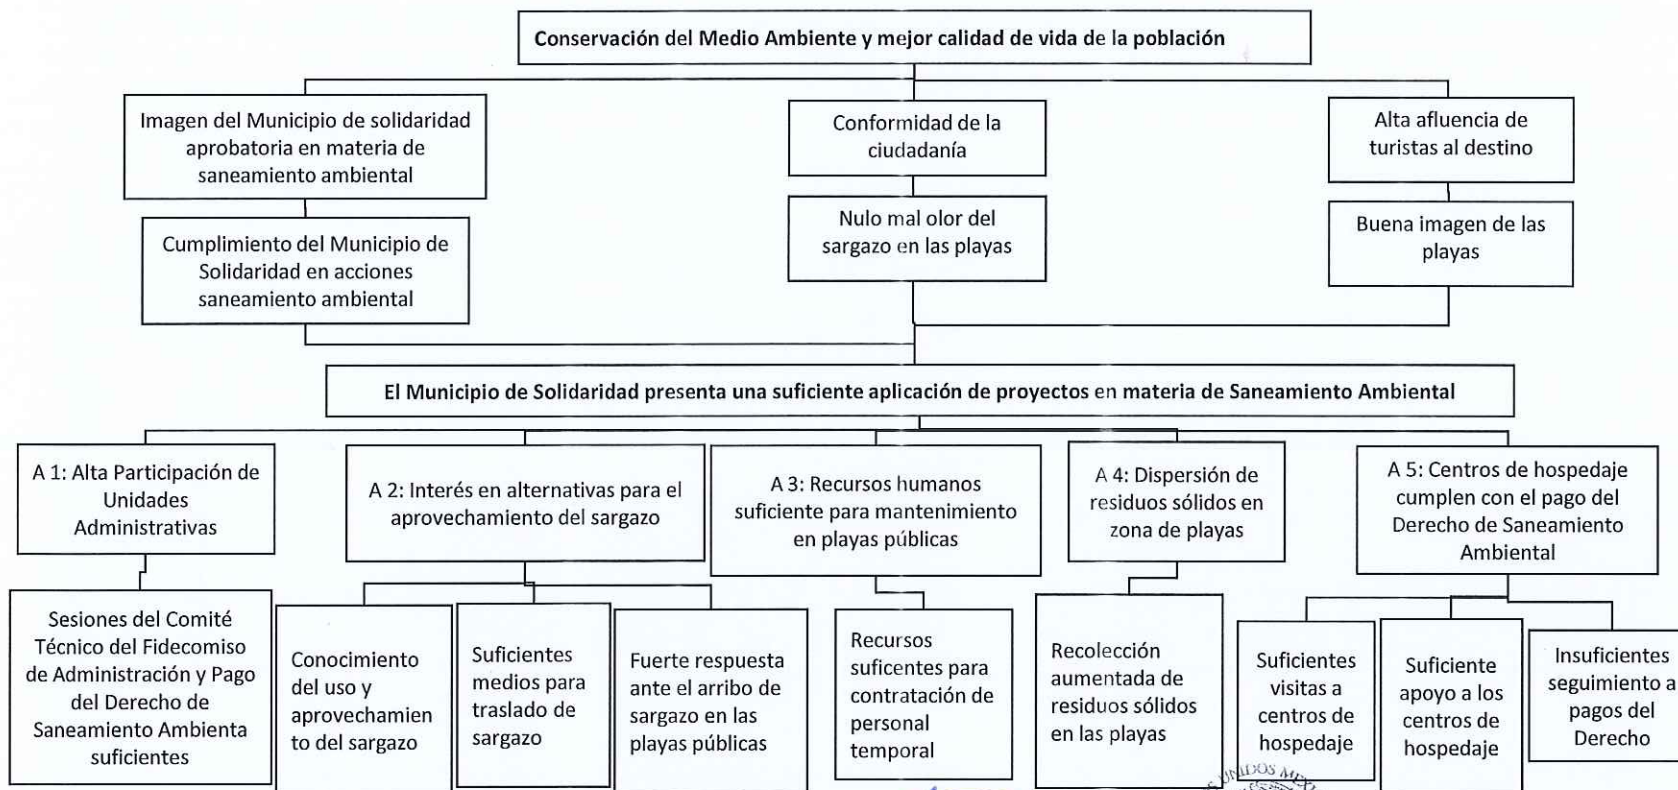 Conservación del Medio Ambiente y mejor calidad de vida de la población
Imagen del Municipio de solidaridad
aprobatoria en materia de
saneamiento ambiental
Conformidad de la
ciudadanía
Alta afluencia de
turistas al destino
Cumplimiento del Municipio de
Solidaridad en acciones
saneamiento ambiental
Nulo mal olor del
sargazo en las playas
Buena imagen de las
playas
El Municipio de Solidaridad presenta una suficiente aplicación de proyectos en materia de Saneamiento Ambiental
A 1: Alta Participación de
Unidades
Administrativas
A 2: Interés en alternativas para el
aprovechamiento del sargazo
A 3: Recursos humanos
suficiente para mantenimiento
en playas públicas
A 4: Dispersión de
residuos sólidos en
zona de playas
A 5: Centros de hospedaje
cumplen con el pago del
Derecho de Saneamiento
Ambiental
Sesiones del Comité
Técnico del Fidecomiso
de Administración y Pago
del Derecho de
Saneamiento Ambienta
suficientes
Conocimiento
del uso y
aprovechamien
to del sargazo
Suficientes
medios para
traslado de
sargazo
Fuerte respuesta
ante el arribo de
sargazo en las
playas públicas
Recursos
suficentes para
contratación de
personal
temporal
Recolección
aumentada de
residuos sólidos
en las playas
Suficientes
visitas a
centros de
hospedaje
Suficiente
apoyo a los
centros de
hospedaje
Insuficientes
seguimiento a
pagos del
Derecho
UNIDOS